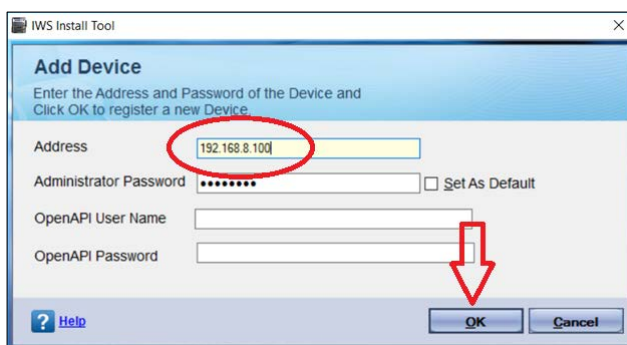 IWS Install Tool
Add Device
Enter the Address and Password of the Device and
Click OK to register a new Device.
Address
192.168.8.100
Administrator Password
••••••••
Set As Default
OpenAPI User Name
OpenAPI Password
? Help
OK
Cancel